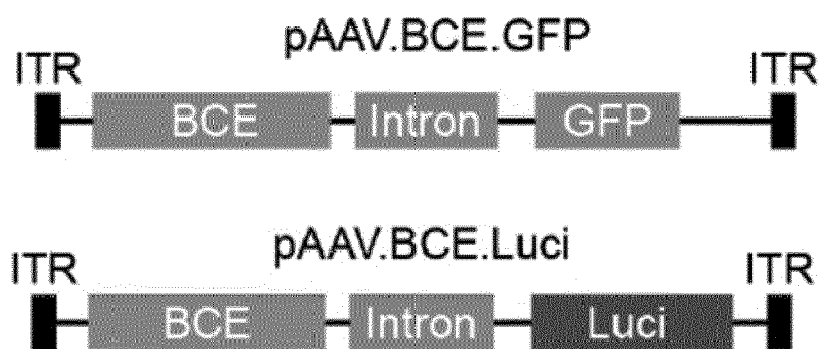 pAAV.BCE.GFP
ITR ITR
BCE Intron GFP
pAAV.BCE.Luci
ITR ITR
BCE Intron Luci